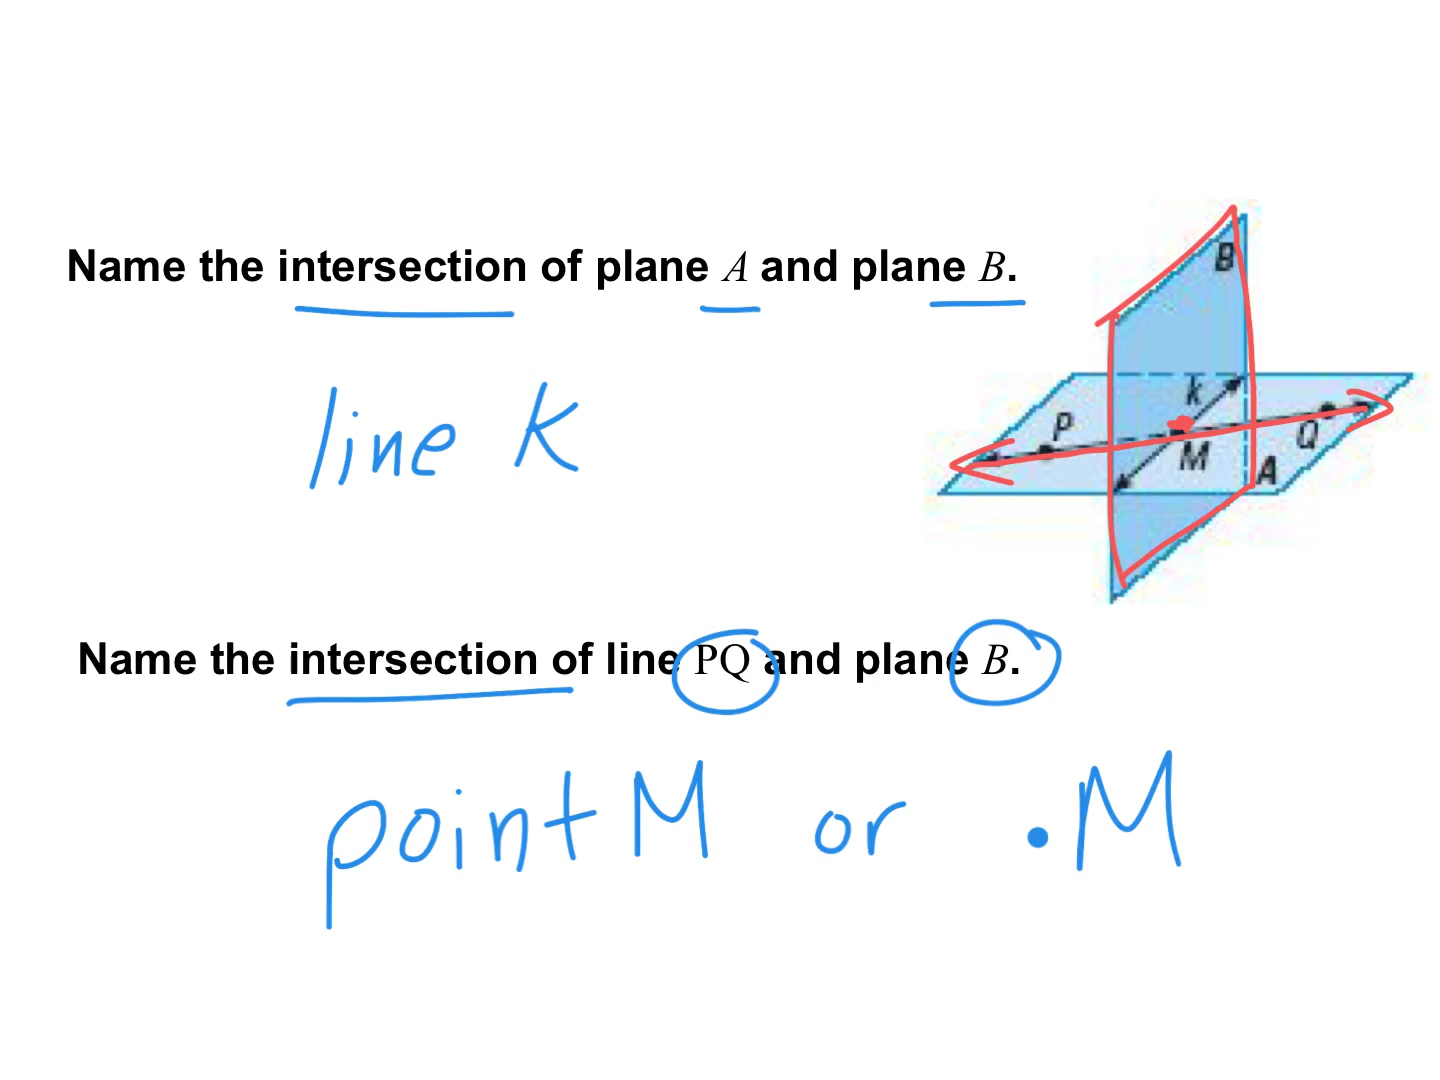 Name the intersection of plane A and plane B.
line k
B
k
P
M
Q
A
Name the intersection of line PQ and plane B.
point M or .M